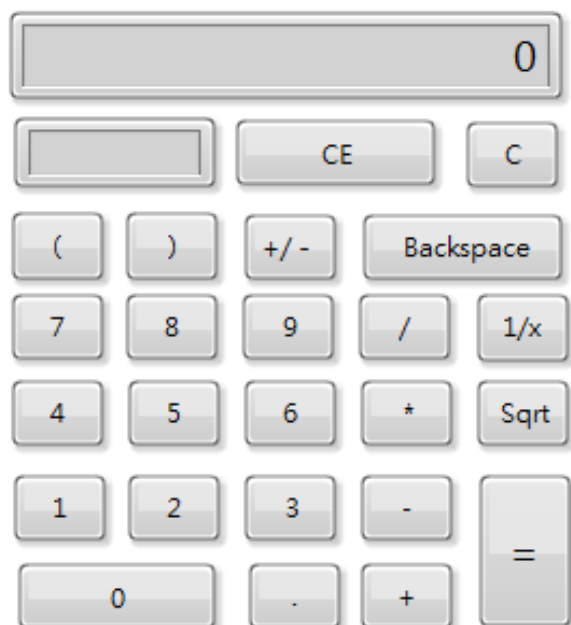 0
CE C
( ) +/ - Backspace
7 8 9 / 1/x
4 5 6 * Sqrt
1 2 3 -
=
0 . +